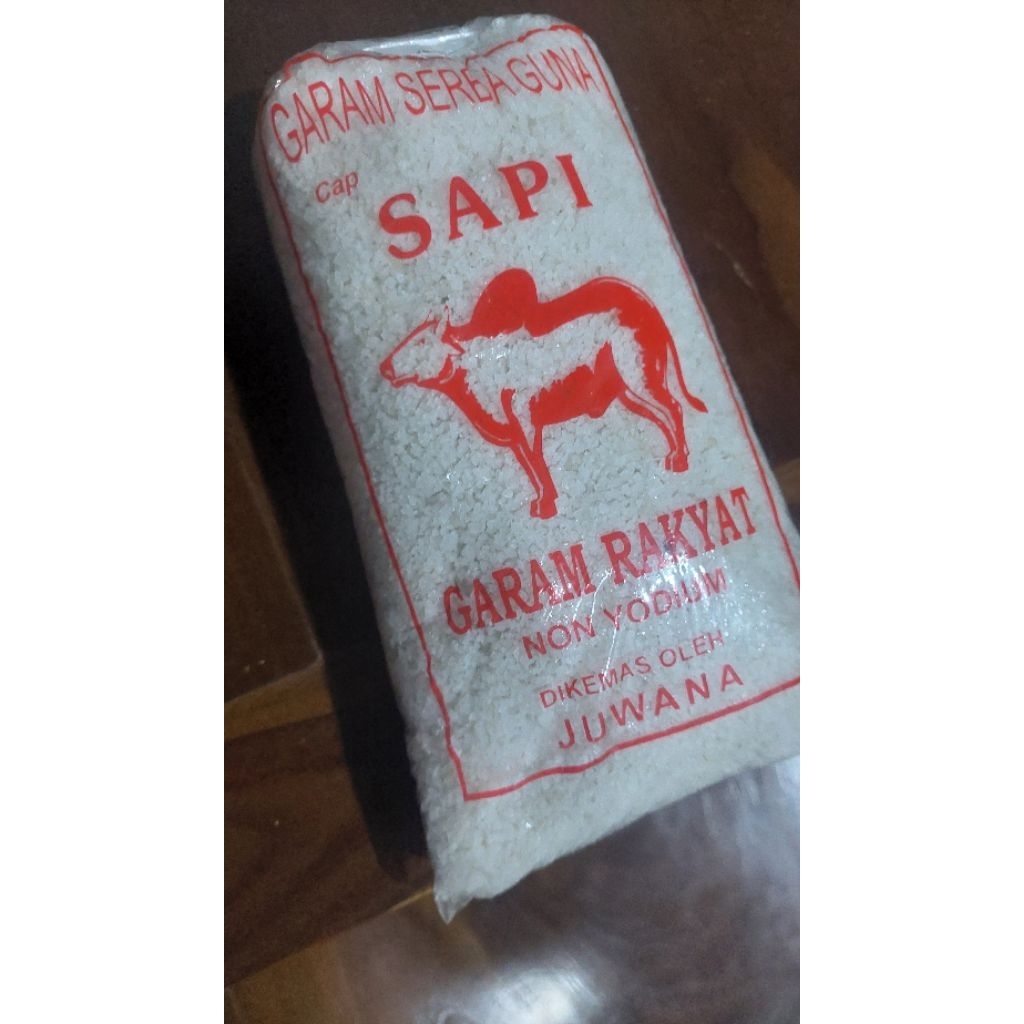 GARAM SERBA GUNA
Cap
SAPI
GARAM RAKYAT
NON YODIUM
DIKEMAS OLEH
JUWANA